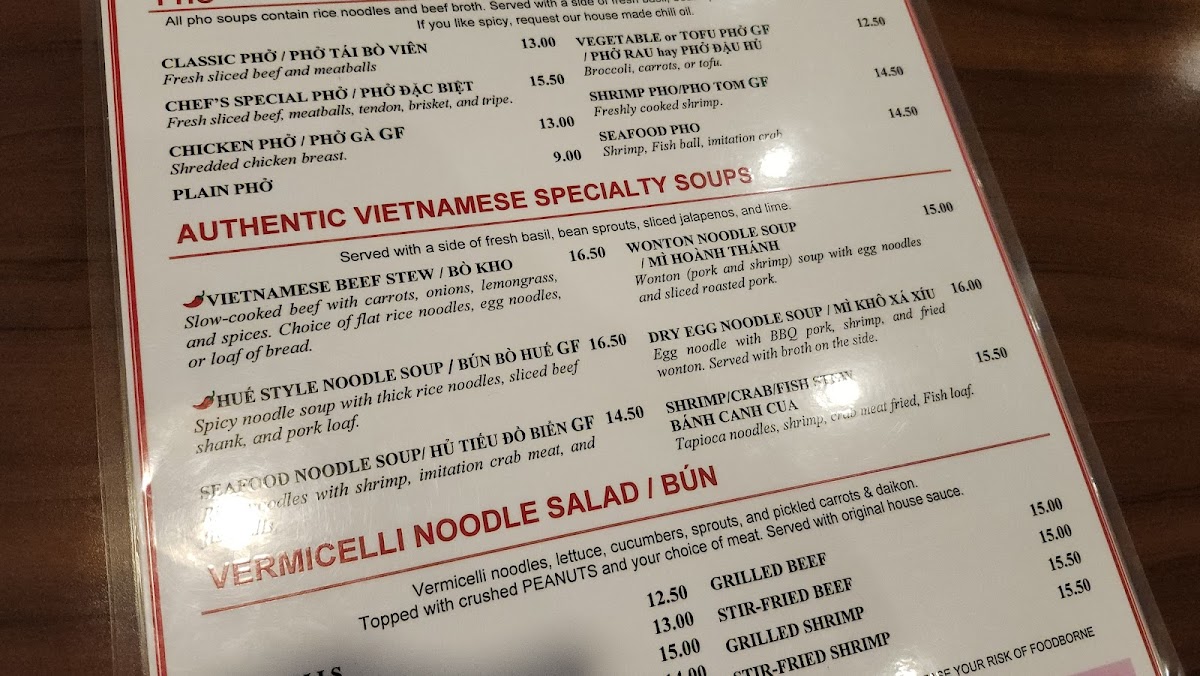 All pho soups contain rice noodles and beef broth. Served with a side of fresh basil,
If you like spicy, request our house made chili oil.
CLASSIC PHỞ / PHỞ TÁI BÒ VIÊN 13.00
Fresh sliced beef and meatballs
CHEF'S SPECIAL PHỞ / PHỞ ĐẶC BIỆT 15.50
Fresh sliced beef, meatballs, tendon, brisket, and tripe.
CHICKEN PHỞ / PHỞ GÀ GF 13.00
Shredded chicken breast.
PLAIN PHỞ 9.00
VEGETABLE or TOFU PHỞ GF 12.50
/ PHỞ RAU hay PHỞ ĐẬU HỦ
Broccoli, carrots, or tofu.
SHRIMP PHO/PHO TOM GF 14.50
Freshly cooked shrimp.
SEAFOOD PHO 14.50
Shrimp, Fish ball, imitation crab
AUTHENTIC VIETNAMESE SPECIALTY SOUPS
Served with a side of fresh basil, bean sprouts, sliced jalapenos, and lime.
VIETNAMESE BEEF STEW / BÒ KHO 16.50
Slow-cooked beef with carrots, onions, lemongrass,
and spices. Choice of flat rice noodles, egg noodles,
or loaf of bread.
HUÉ STYLE NOODLE SOUP / BÚN BÒ HUÉ GF 16.50
Spicy noodle soup with thick rice noodles, sliced beef
shank, and pork loaf.
SEAFOOD NOODLE SOUP/ HỦ TIẾU ĐÒ BIỂN GF 14.50
noodles with shrimp, imitation crab meat, and
WONTON NOODLE SOUP 15.00
/ MÌ HOÀNH THÁNH
Wonton (pork and shrimp) soup with egg noodles
and sliced roasted pork.
DRY EGG NOODLE SOUP / MÌ KHÔ XÁ XÍU 16.00
Egg noodle with BBQ pork, shrimp, and fried
wonton. Served with broth on the side.
SHRIMP/CRAB/FISH STEW 15.50
BÁNH CANH CUA
Tapioca noodles, shrimp, crab meat fried, Fish loaf.
VERMICELLI NOODLE SALAD / BÚN
Vermicelli noodles, lettuce, cucumbers, sprouts, and pickled carrots & daikon.
Topped with crushed PEANUTS and your choice of meat. Served with original house sauce.
12.50
13.00
15.00
14.00
GRILLED BEEF 15.00
STIR-FRIED BEEF 15.00
GRILLED SHRIMP 15.50
STIR-FRIED SHRIMP 15.50
YOUR RISK OF FOODBORNE